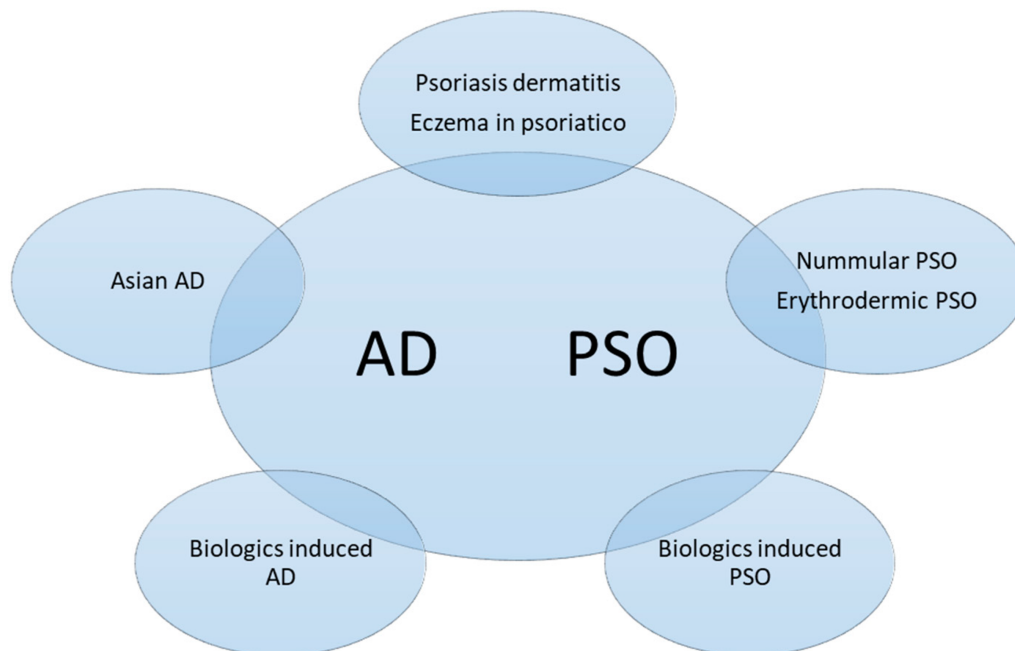 Psoriasis dermatitis
Eczema in psoriatico
Asian AD
Nummular PSO
Erythrodermic PSO
AD
PSO
Biologics induced
AD
Biologics induced
PSO